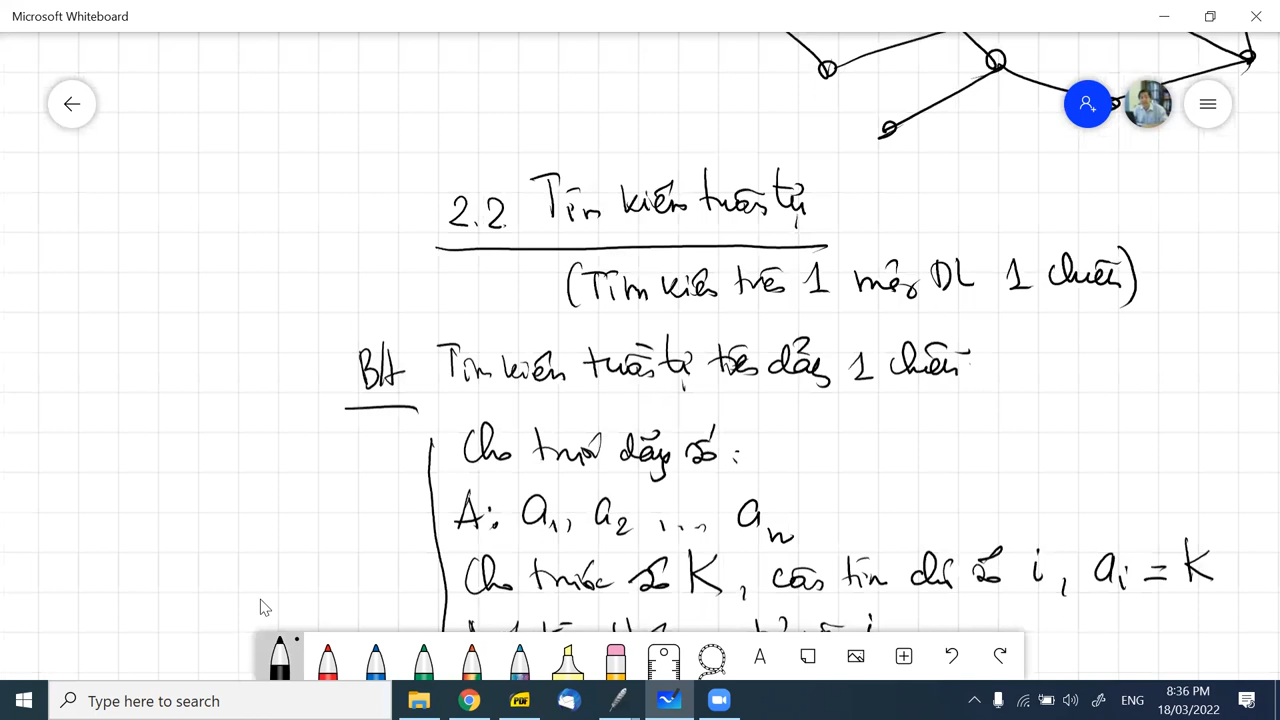 Microsoft Whiteboard
2.2. Tìm kiếm tuần tự
(Tìm kiếm trên 1 mảng DL 1 chiều)
BÀI Tìm kiếm tuần tự trên dãy 1 chiều
Cho trước dãy số:
A: a₁, a₂ ... aₙ
Cho trước số K, cần tìm chỉ số i, aᵢ = K
A
Type here to search
PDF
ENG
8:36 PM
18/03/2022